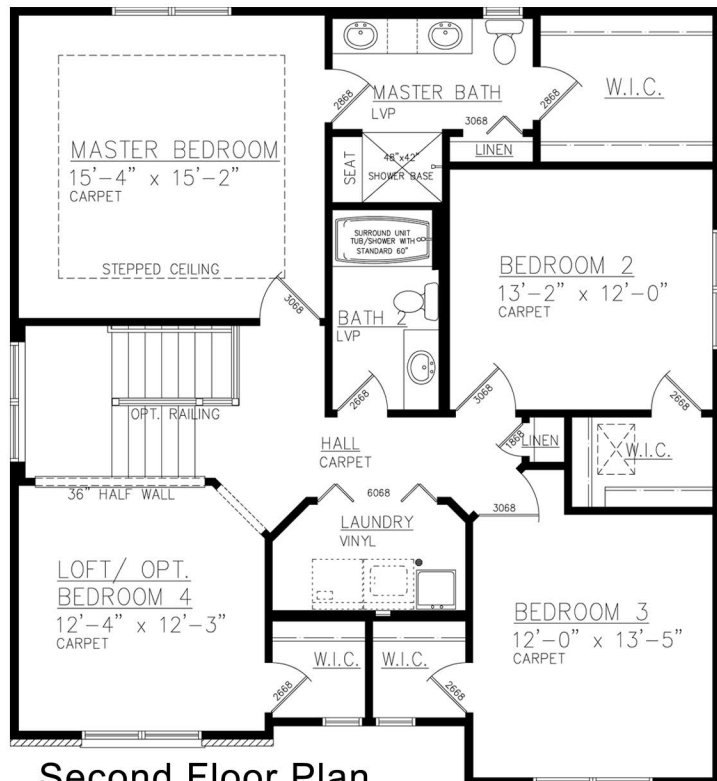 MASTER BEDROOM
15'-4" x 15'-2"
CARPET
STEPPED CEILING
3068
2868
MASTER BATH
LVP
2868
W.I.C.
3068
LINEN
SEAT
48"x42"
SHOWER BASE
SURROUND UNIT
TUB/SHOWER WITH
STANDARD 60"
BATH 2
LVP
2668
BEDROOM 2
13'-2" x 12'-0"
CARPET
3068
2668
1868
LINEN
W.I.C.
OPT. RAILING
36" HALF WALL
HALL
CARPET
6068
3068
LAUNDRY
VINYL
LOFT/ OPT.
BEDROOM 4
12'-4" x 12'-3"
CARPET
2668
W.I.C.
W.I.C.
2668
BEDROOM 3
12'-0" x 13'-5"
CARPET
Second Floor Plan